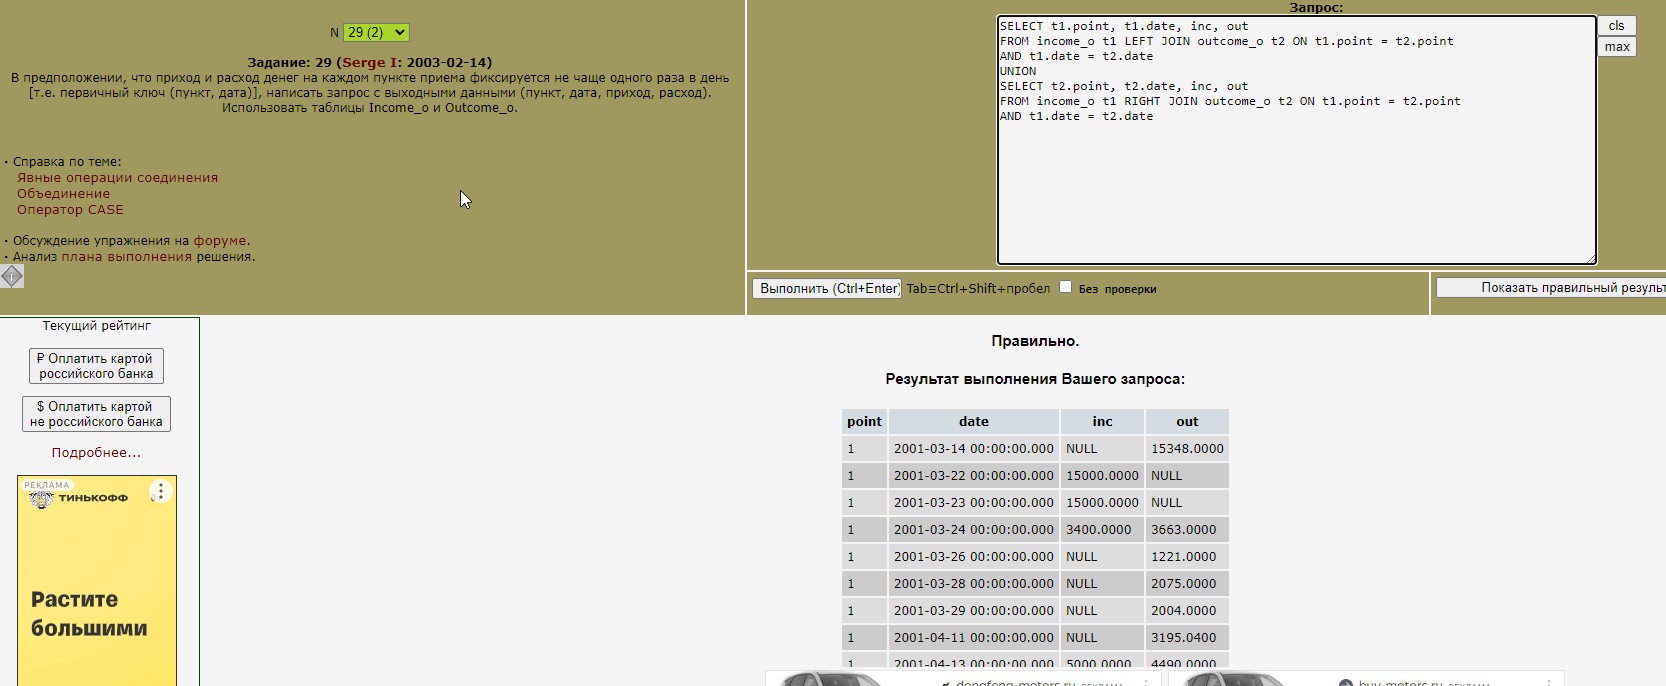 N 29 (2)
Задание: 29 (Serge I: 2003-02-14)
В предположении, что приход и расход денег на каждом пункте приема фиксируется не чаще одного раза в день
[т.е. первичный ключ (пункт, дата)], написать запрос с выходными данными (пункт, дата, приход, расход).
Использовать таблицы Income_o и Outcome_o.
· Справка по теме:
Явные операции соединения
Объединение
Оператор CASE
· Обсуждение упражнения на форуме.
· Анализ плана выполнения решения.
Запрос:
SELECT t1.point, t1.date, inc, out
FROM income_o t1 LEFT JOIN outcome_o t2 ON t1.point = t2.point
AND t1.date = t2.date
UNION
SELECT t2.point, t2.date, inc, out
FROM income_o t1 RIGHT JOIN outcome_o t2 ON t1.point = t2.point
AND t1.date = t2.date
cls
max
Выполнить (Ctrl+Enter) Tab≡Ctrl+Shift+пробел Без проверки
Показать правильный результ
Текущий рейтинг
₽ Оплатить картой
российского банка
$ Оплатить картой
не российского банка
Подробнее...
РЕКЛАМА
ТИНЬКОФФ
Растите
большими
Правильно.
Результат выполнения Вашего запроса:
point date inc out
1 2001-03-14 00:00:00.000 NULL 15348.0000
1 2001-03-22 00:00:00.000 15000.0000 NULL
1 2001-03-23 00:00:00.000 15000.0000 NULL
1 2001-03-24 00:00:00.000 3400.0000 3663.0000
1 2001-03-26 00:00:00.000 NULL 1221.0000
1 2001-03-28 00:00:00.000 NULL 2075.0000
1 2001-03-29 00:00:00.000 NULL 2004.0000
1 2001-04-11 00:00:00.000 NULL 3195.0400
1 2001-04-13 00:00:00.000 5000.0000 4490.0000
dongfeng-motors.ru РЕКЛАМА
buy-motors.ru РЕКЛАМА